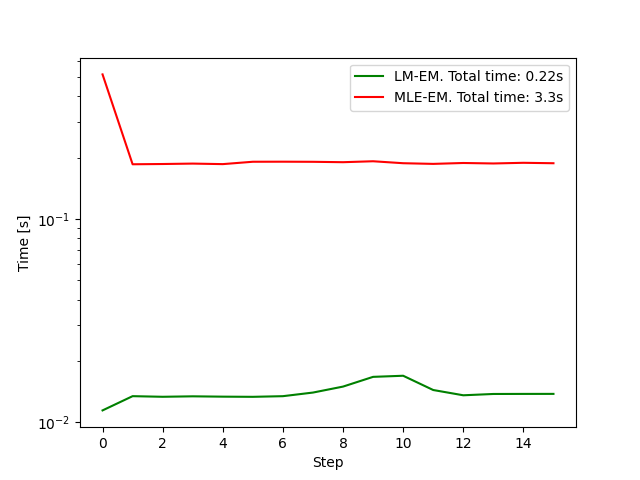 LM-EM. Total time: 0.22s
MLE-EM. Total time: 3.3s
Time [s]
10⁻¹
10⁻²
0 2 4 6 8 10 12 14
Step